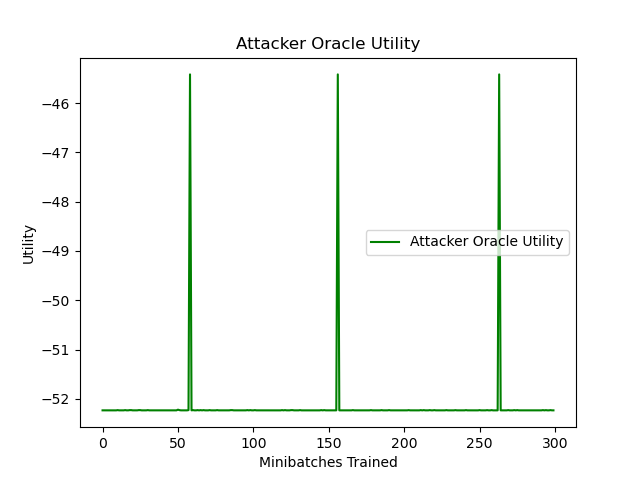 Attacker Oracle Utility
Utility
−46
−47
−48
−49
−50
−51
−52
Attacker Oracle Utility
0 50 100 150 200 250 300
Minibatches Trained